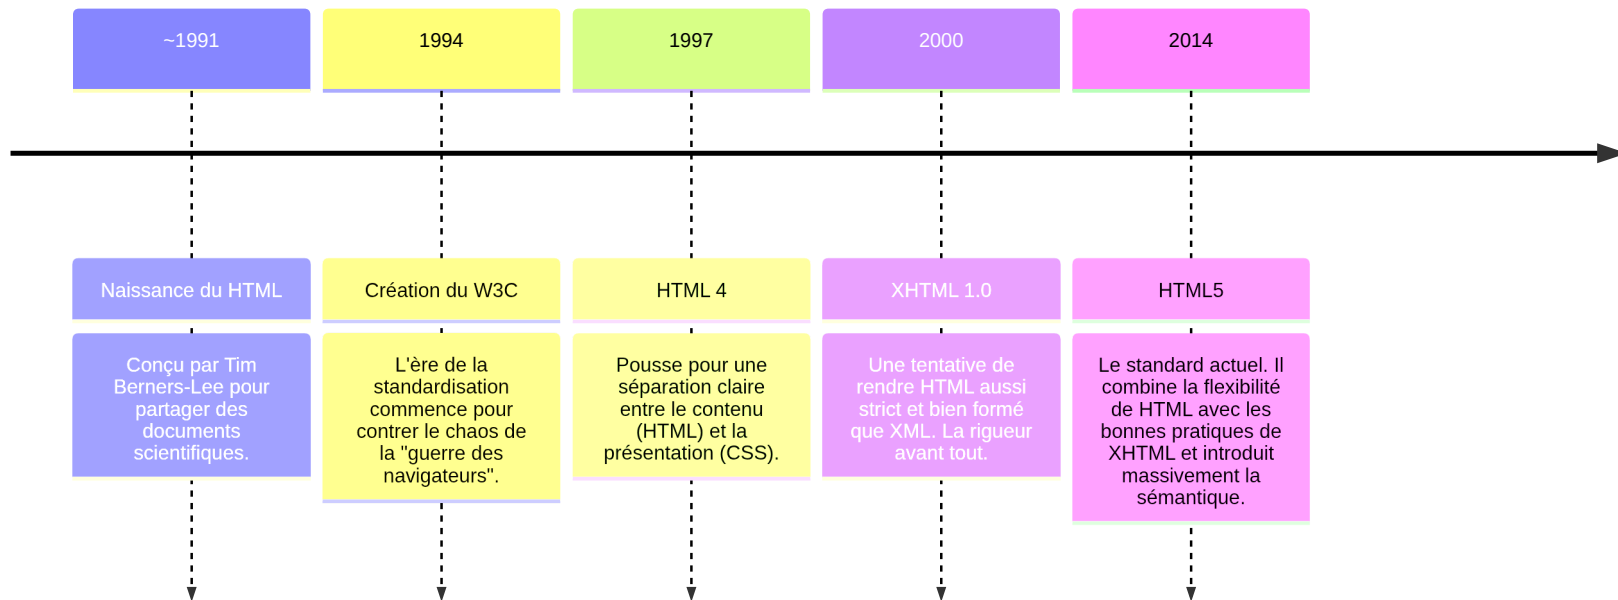 ~1991
1994
1997
2000
2014
Naissance du HTML
Création du W3C
HTML 4
XHTML 1.0
HTML5
Conçu par Tim
Berners-Lee pour
partager des
documents
scientifiques.
L'ère de la
standardisation
commence pour
contrer le chaos de
la "guerre des
navigateurs".
Pousse pour une
séparation claire
entre le contenu
(HTML) et la
présentation (CSS).
Une tentative de
rendre HTML aussi
strict et bien formé
que XML. La rigueur
avant tout.
Le standard actuel. Il
combine la flexibilité
de HTML avec les
bonnes pratiques de
XHTML et introduit
massivement la
sémantique.